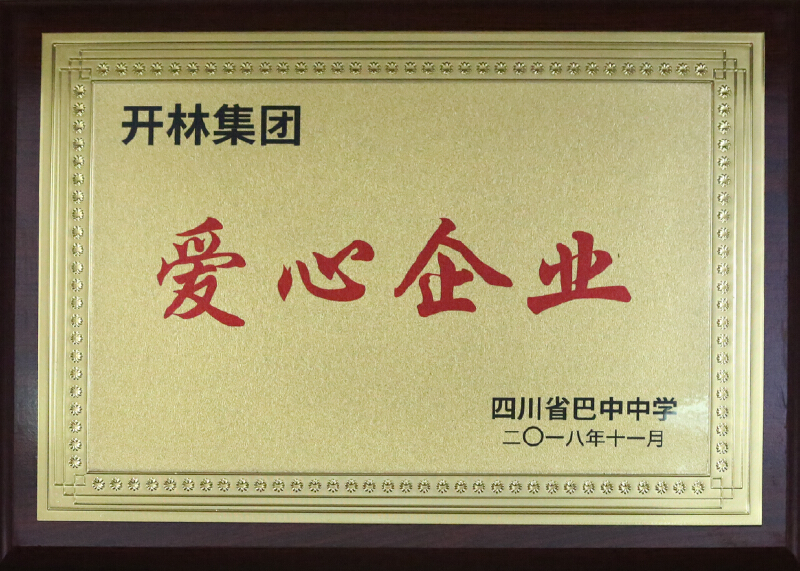 开林集团
爱心企业
四川省巴中中学
二〇一八年十一月